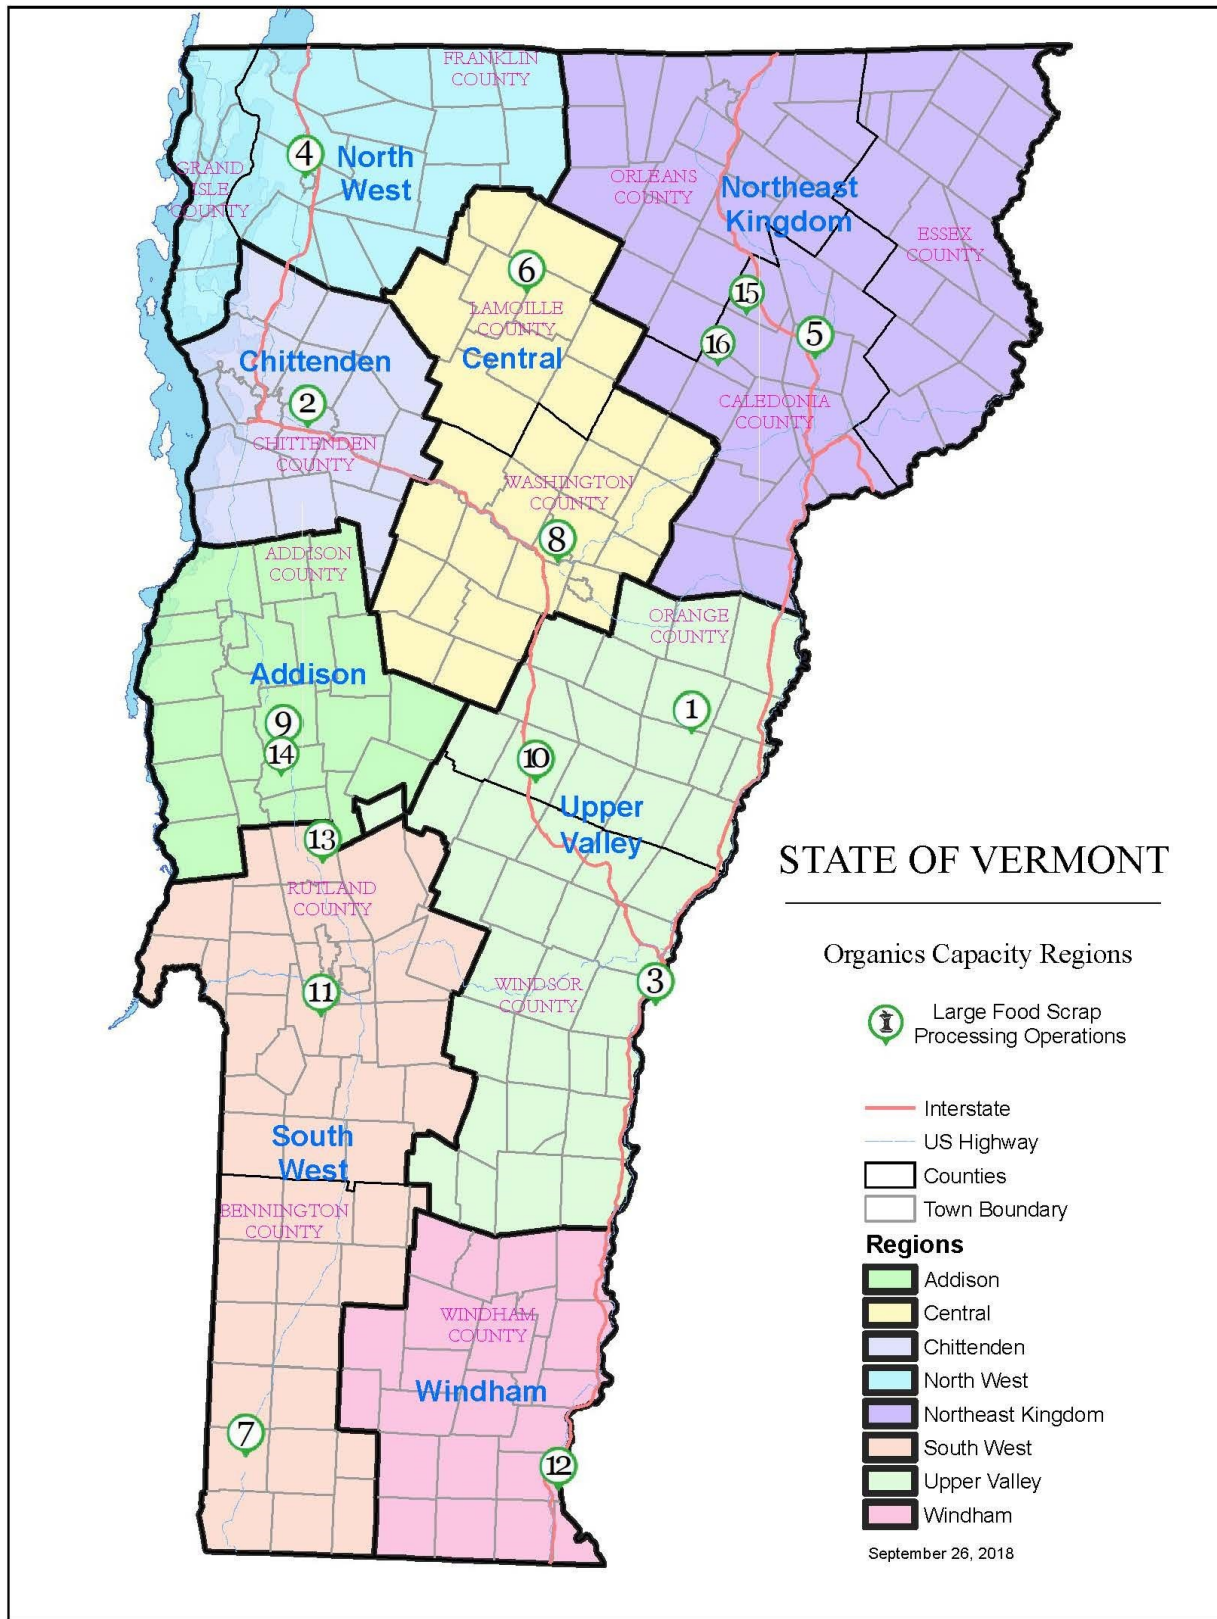 FRANKLIN
COUNTY
4
North
West
GRAND
ISLE
COUNTY
ORLEANS
COUNTY
Northeast
Kingdom
ESSEX
COUNTY
6
LAMOILLE
COUNTY
Central
15
16
5
CALEDONIA
COUNTY
Chittenden
2
CHITTENDEN
COUNTY
WASHINGTON
COUNTY
8
ADDISON
COUNTY
Addison
9
14
ORANGE
COUNTY
1
10
Upper
Valley
13
RUTLAND
COUNTY
11
WINDSOR
COUNTY
3
South
West
BENNINGTON
COUNTY
WINDHAM
COUNTY
Windham
7
12
STATE OF VERMONT
Organics Capacity Regions
Large Food Scrap
Processing Operations
Interstate
US Highway
Counties
Town Boundary
Regions
Addison
Central
Chittenden
North West
Northeast Kingdom
South West
Upper Valley
Windham
September 26, 2018